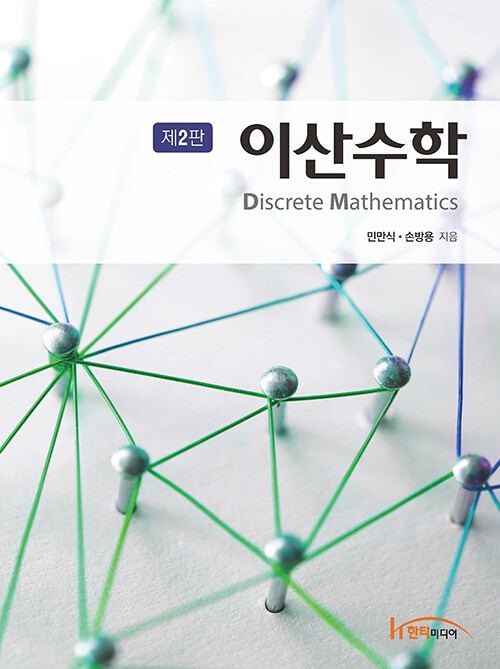 제2판
이산수학
Discrete Mathematics
민만식 • 손방용 지음
한티미디어